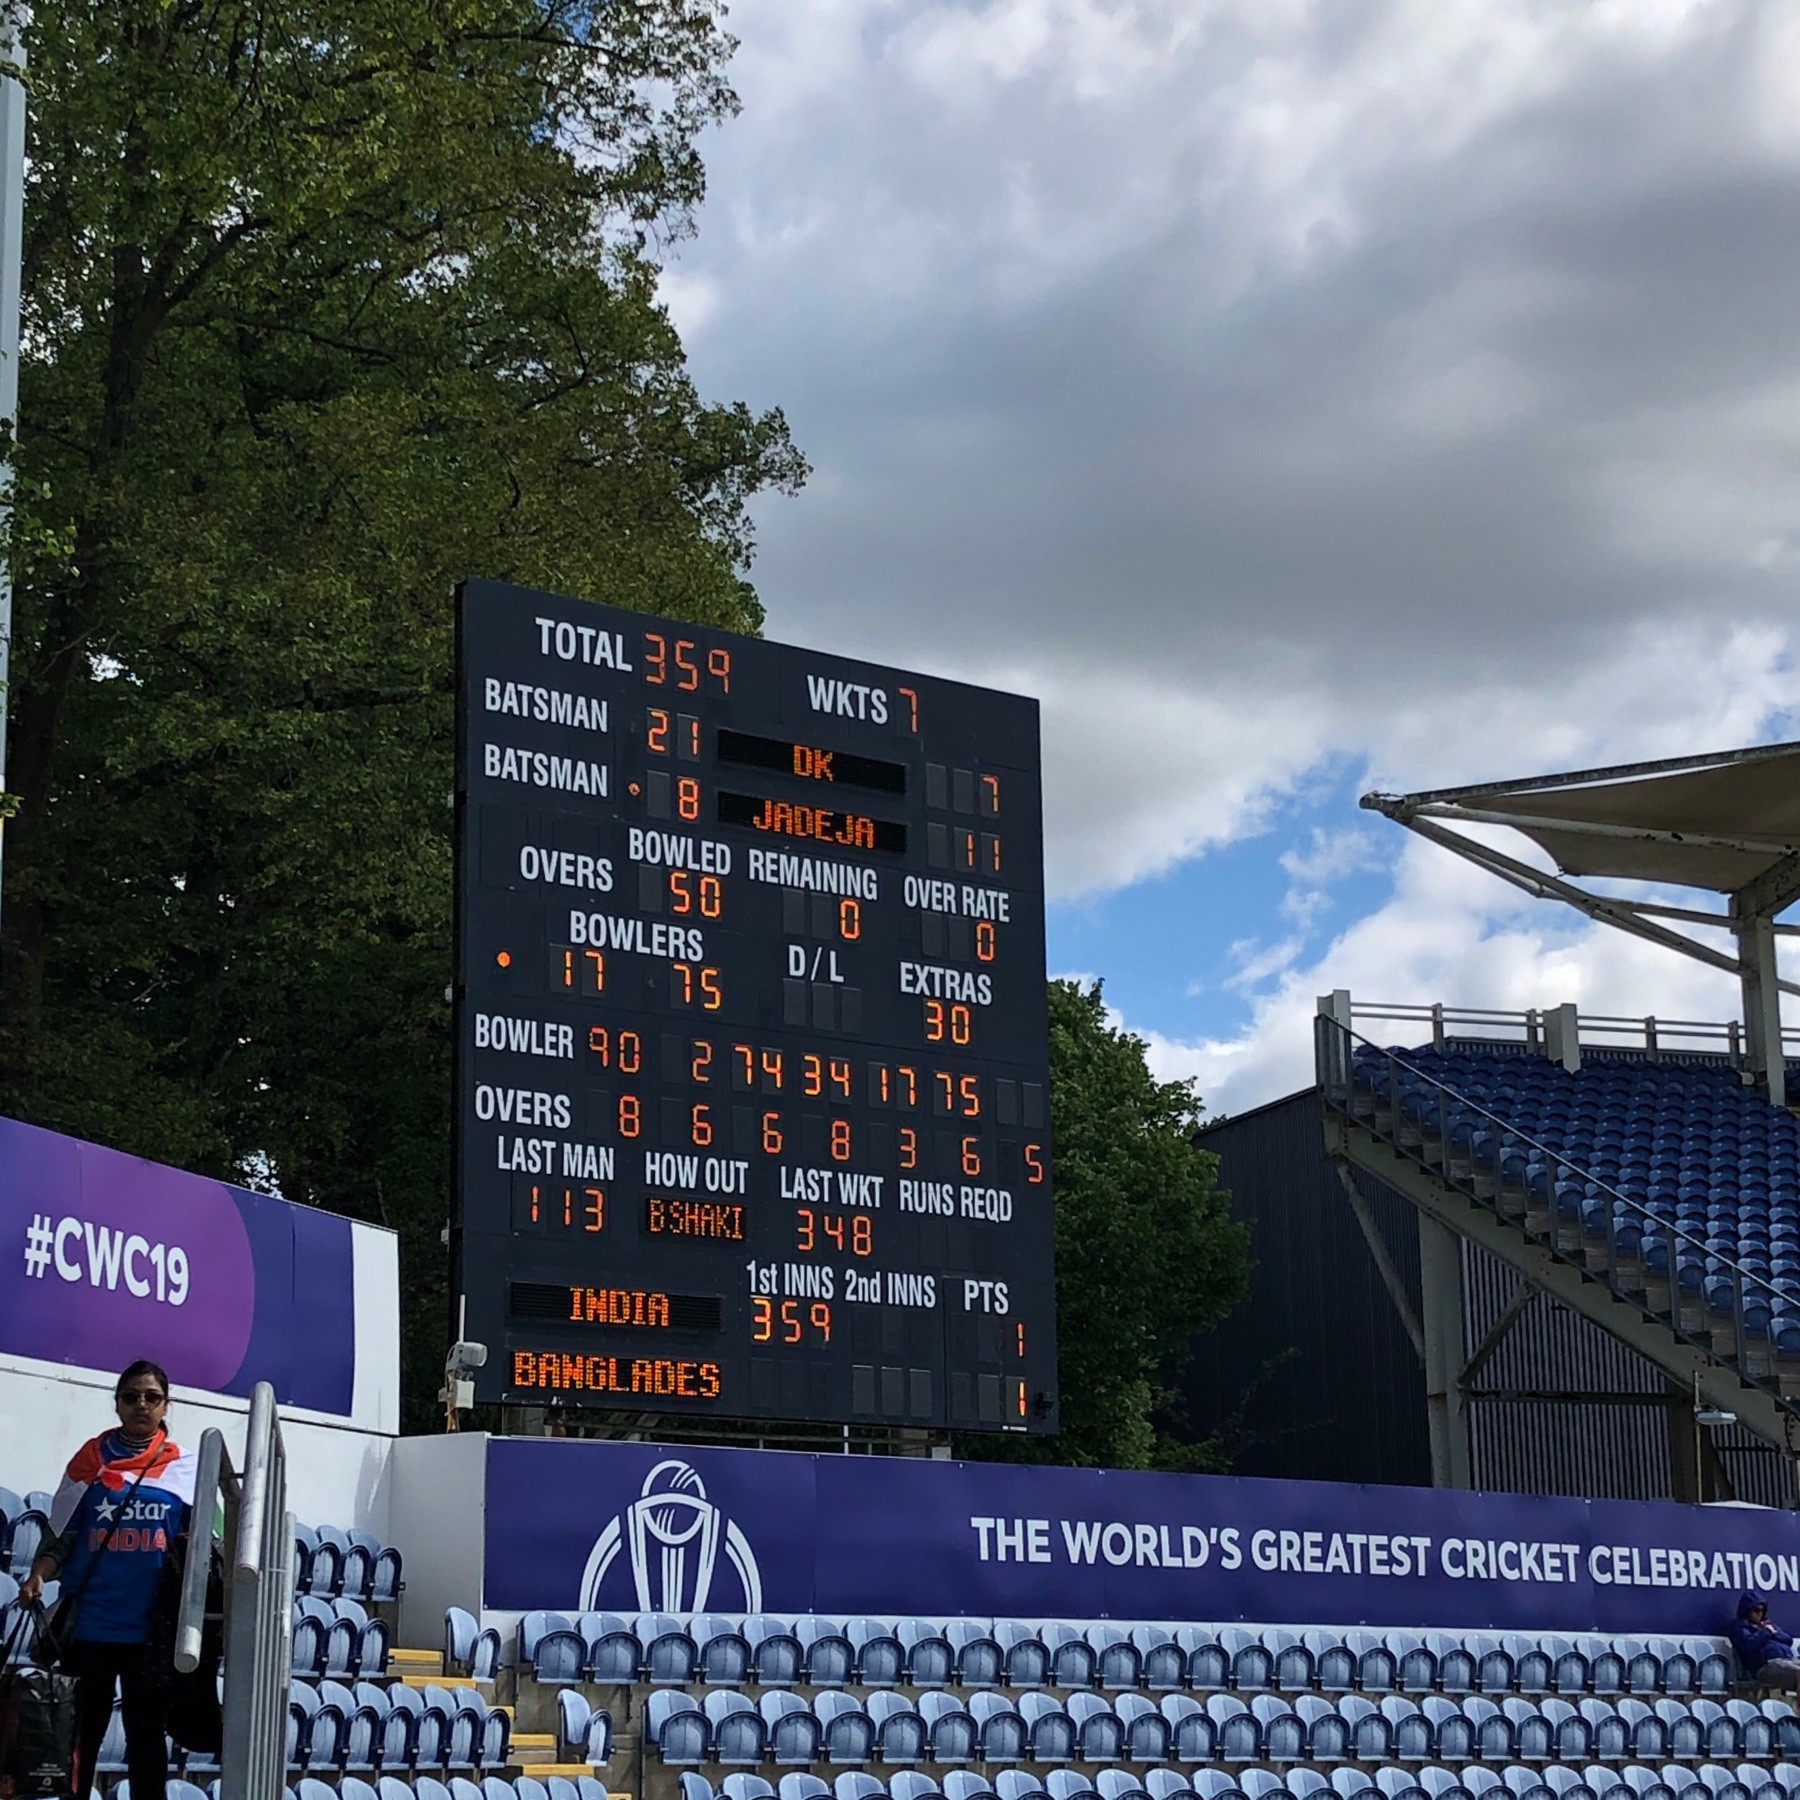 TOTAL 359 WKTS 7
BATSMAN 21 DK 7
BATSMAN 8 JADEJA 11
BOWLED REMAINING OVER RATE
OVERS 50 0 0
BOWLERS D/L EXTRAS
17 75 30
BOWLER 90 2 74 34 17 75
OVERS 8 6 6 8 3 6 5
LAST MAN HOW OUT LAST WKT RUNS REQD
113 B SHAKI 348
1st INNS 2nd INNS PTS
INDIA 359 1
BANGLADES 1
#CWC19
Star
INDIA
THE WORLD'S GREATEST CRICKET CELEBRATION